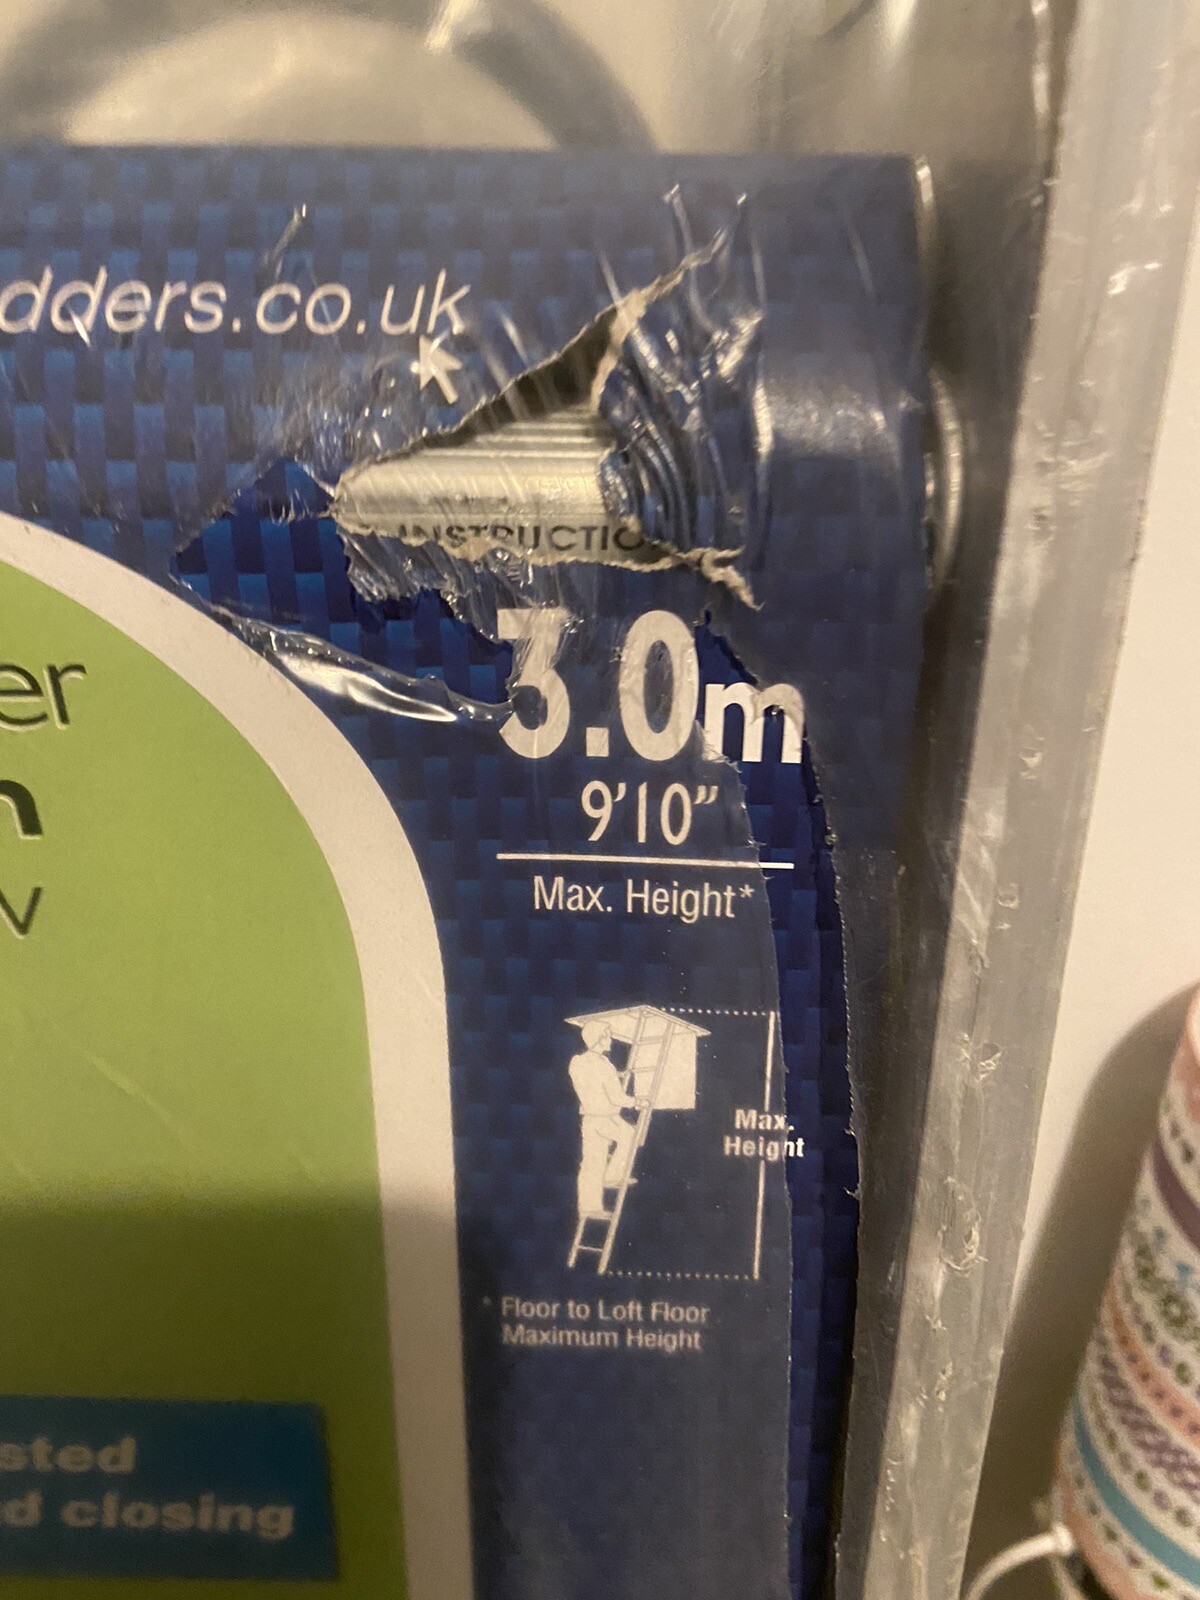 dders.co.uk
INSTRUCTIO
3.0m
9'10"
Max. Height*
er
n
v
Max.
Height
* Floor to Loft Floor
Maximum Height
sted
d closing